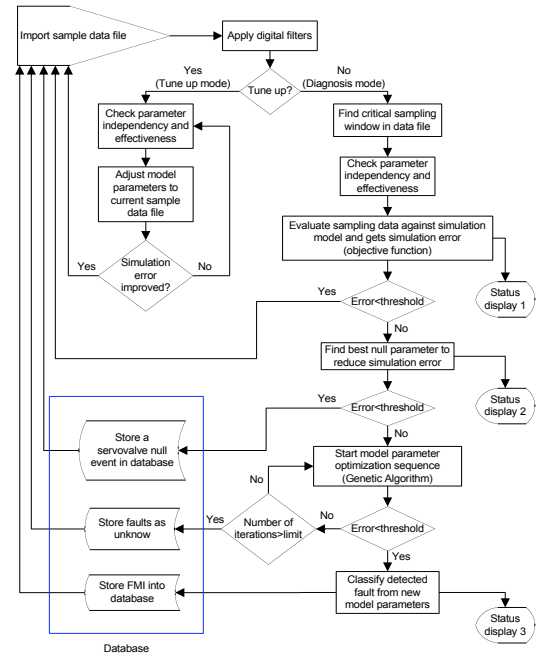 Import sample data file
Apply digital filters
Yes
(Tune up mode)
Tune up?
No
(Diagnosis mode)
Check parameter
independency and
effectiveness
Adjust model
parameters to
current sample
data file
Simulation
error
improved?
Yes
No
Find critical sampling
window in data file
Check parameter
independency and
effectiveness
Evaluate sampling data against simulation
model and gets simulation error
(objective function)
Status
display 1
Yes
Error<threshold
No
Find best null parameter to
reduce simulation error
Status
display 2
Yes
Error<threshold
No
Store a
servovalve null
event in database
Start model parameter
optimization sequence
(Genetic Algorithm)
No
Number of
iterations>limit
Yes
No
Error<threshold
Yes
Store faults as
unknow
Store FMI into
database
Classify detected
fault from new
model parameters
Status
display 3
Database